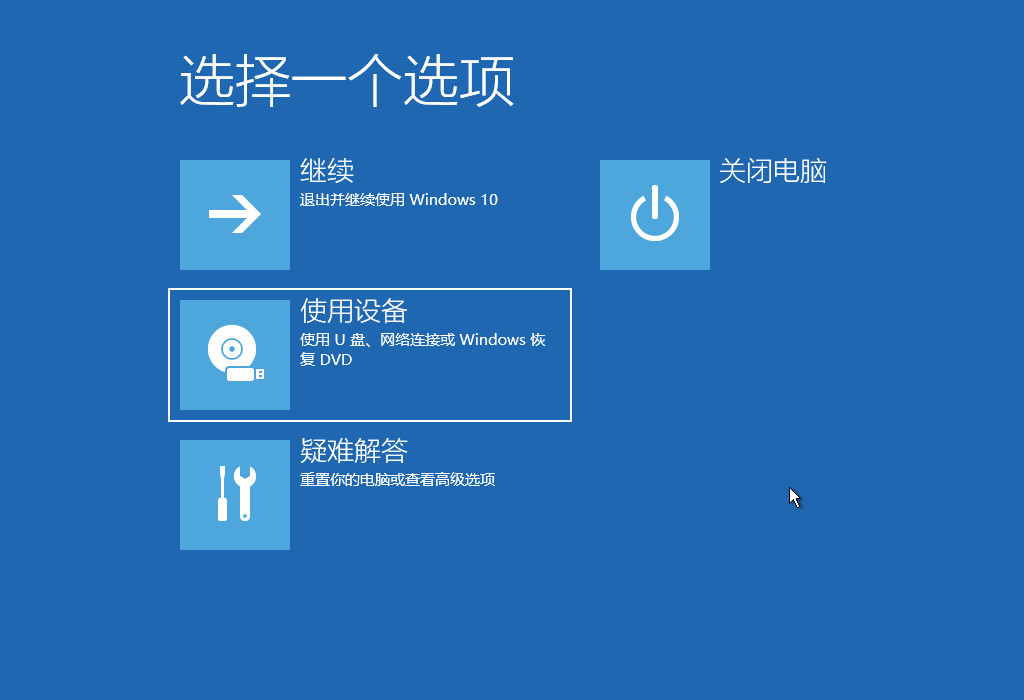 选择一个选项
继续
退出并继续使用 Windows 10
关闭电脑
使用设备
使用 U 盘、网络连接或 Windows 恢
复 DVD
疑难解答
重置你的电脑或查看高级选项